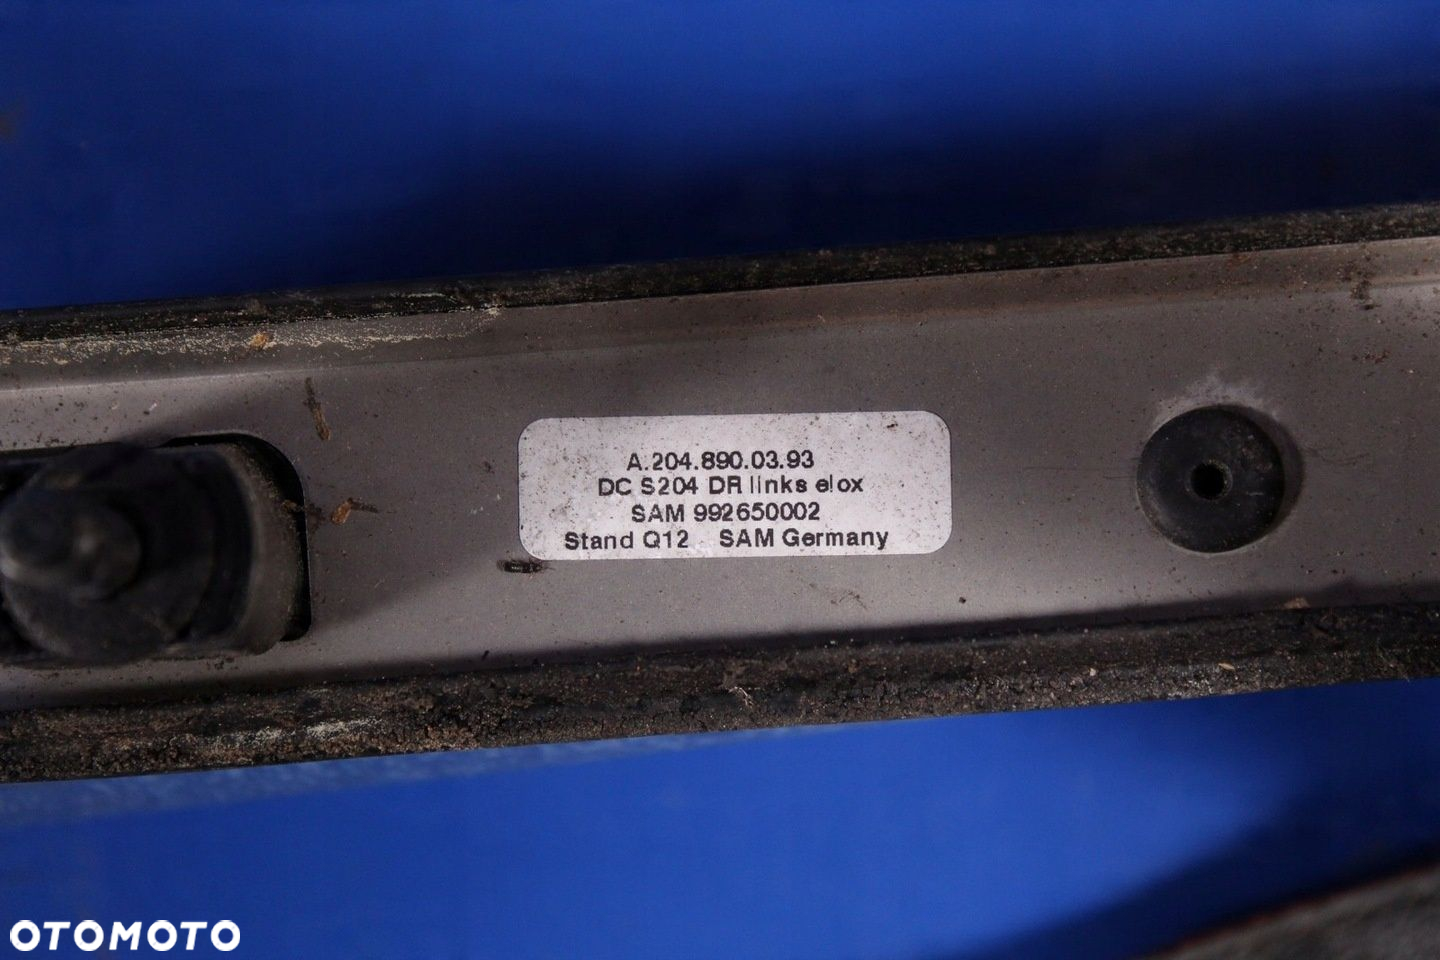 A.204.890.03.93
DC S204 DR links elox
SAM 992650002
Stand Q12 SAM Germany
OTOMOTO